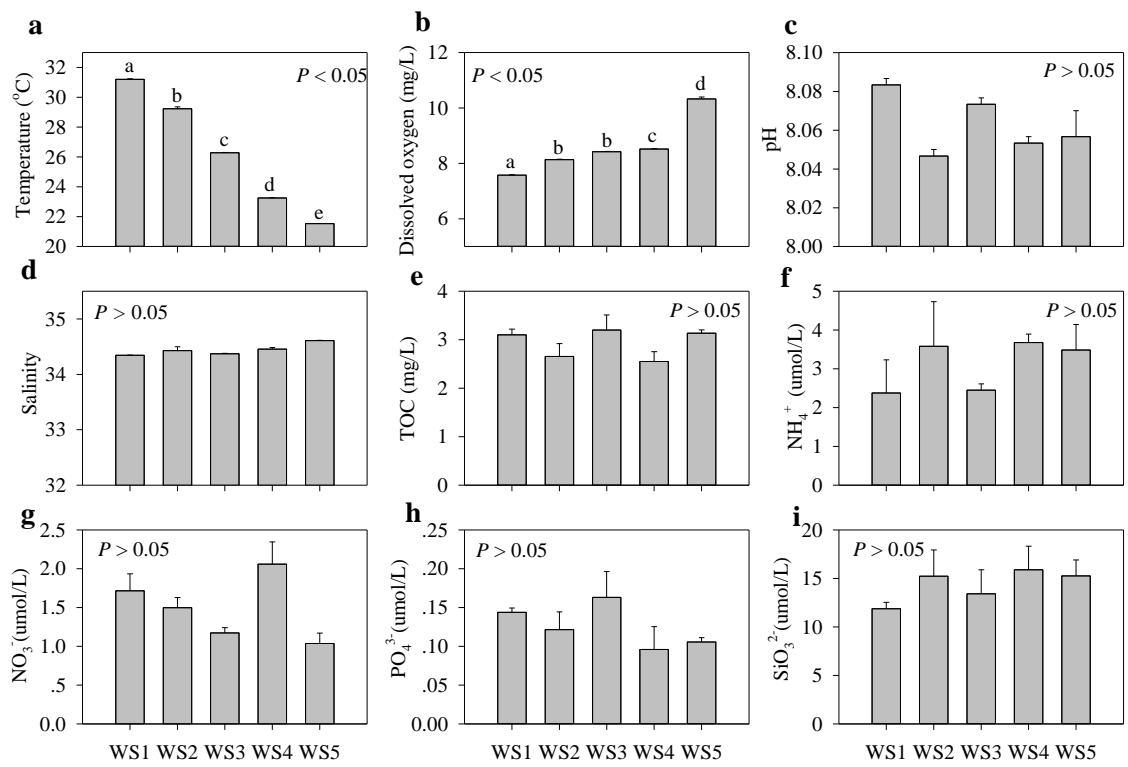 a
Temperature (°C)
32
30
28
26
24
22
20
P < 0.05
a
b
c
d
e
b
Dissolved oxygen (mg/L)
12
10
8
6
P < 0.05
a
b
b
c
d
c
pH
8.10
8.08
8.06
8.04
8.02
8.00
P > 0.05
d
Salinity
35
34
33
32
P > 0.05
e
TOC (mg/L)
4
3
2
1
0
P > 0.05
f
NH₄⁺ (umol/L)
5
4
3
2
1
0
P > 0.05
g
NO₃⁻(umol/L)
2.5
2.0
1.5
1.0
.5
0.0
P > 0.05
WS1 WS2 WS3 WS4 WS5
h
PO₄³⁻(umol/L)
.25
.20
.15
.10
.05
0.00
P > 0.05
WS1 WS2 WS3 WS4 WS5
i
SiO₃²⁻(umol/L)
20
15
10
5
0
P > 0.05
WS1 WS2 WS3 WS4 WS5